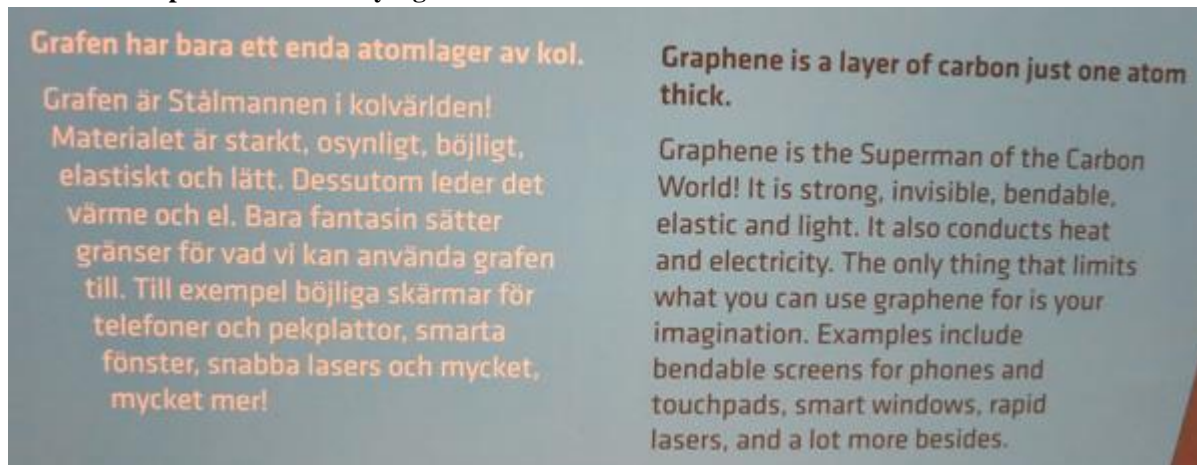 Grafen har bara ett enda atomlager av kol.
Grafen är Stålmannen i kolvärlden!
Materialet är starkt, osynligt, böjligt,
elastiskt och lätt. Dessutom leder det
värme och el. Bara fantasin sätter
gränser för vad vi kan använda grafen
till. Till exempel böjliga skärmar för
telefoner och pekplattor, smarta
fönster, snabba lasers och mycket,
mycket mer!
Graphene is a layer of carbon just one atom
thick.
Graphene is the Superman of the Carbon
World! It is strong, invisible, bendable,
elastic and light. It also conducts heat
and electricity. The only thing that limits
what you can use graphene for is your
imagination. Examples include
bendable screens for phones and
touchpads, smart windows, rapid
lasers, and a lot more besides.